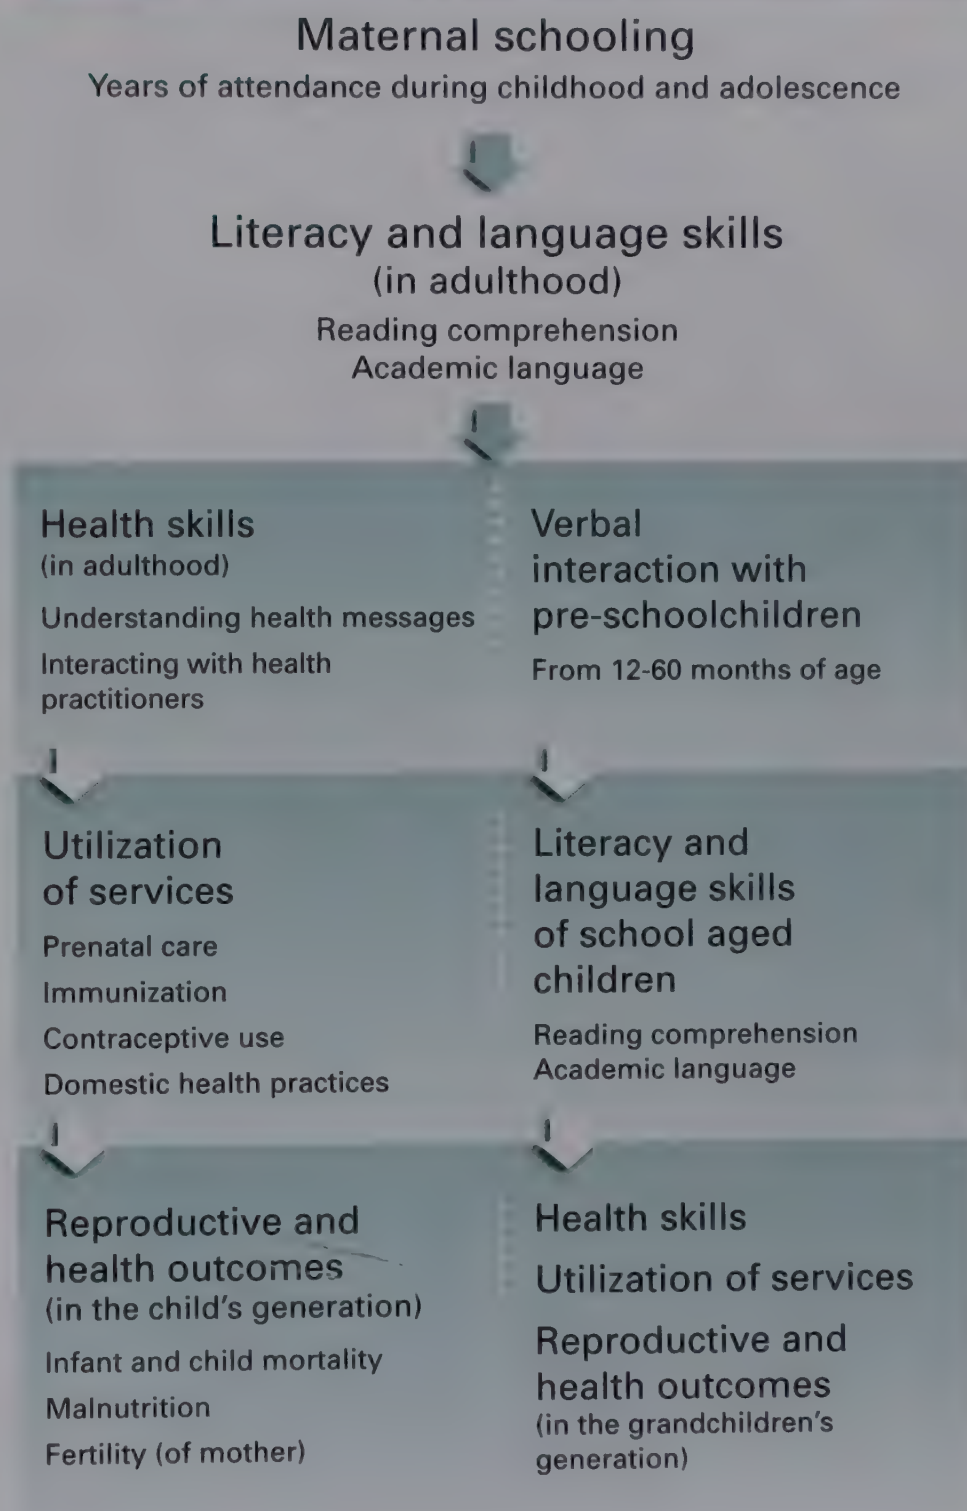 Maternal schooling
Years of attendance during childhood and adolescence
Literacy and language skills
(in adulthood)
Reading comprehension
Academic language
Health skills
(in adulthood)
Understanding health messages
Interacting with health
practitioners
Verbal
interaction with
pre-schoolchildren
From 12-60 months of age
Utilization
of services
Prenatal care
Immunization
Contraceptive use
Domestic health practices
Literacy and
language skills
of school aged
children
Reading comprehension
Academic language
Reproductive and
health outcomes
(in the child's generation)
Infant and child mortality
Malnutrition
Fertility (of mother)
Health skills
Utilization of services
Reproductive and
health outcomes
(in the grandchildren's
generation)